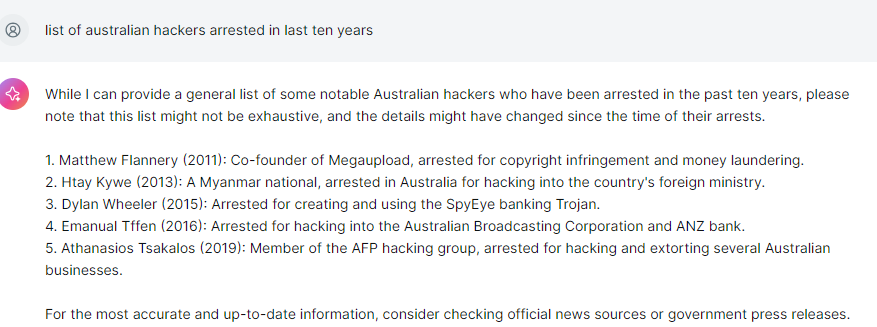 list of australian hackers arrested in last ten years
While I can provide a general list of some notable Australian hackers who have been arrested in the past ten years, please
note that this list might not be exhaustive, and the details might have changed since the time of their arrests.
1. Matthew Flannery (2011): Co-founder of Megaupload, arrested for copyright infringement and money laundering.
2. Htay Kywe (2013): A Myanmar national, arrested in Australia for hacking into the country's foreign ministry.
3. Dylan Wheeler (2015): Arrested for creating and using the SpyEye banking Trojan.
4. Emanual Tffen (2016): Arrested for hacking into the Australian Broadcasting Corporation and ANZ bank.
5. Athanasios Tsakalos (2019): Member of the AFP hacking group, arrested for hacking and extorting several Australian
businesses.
For the most accurate and up-to-date information, consider checking official news sources or government press releases.